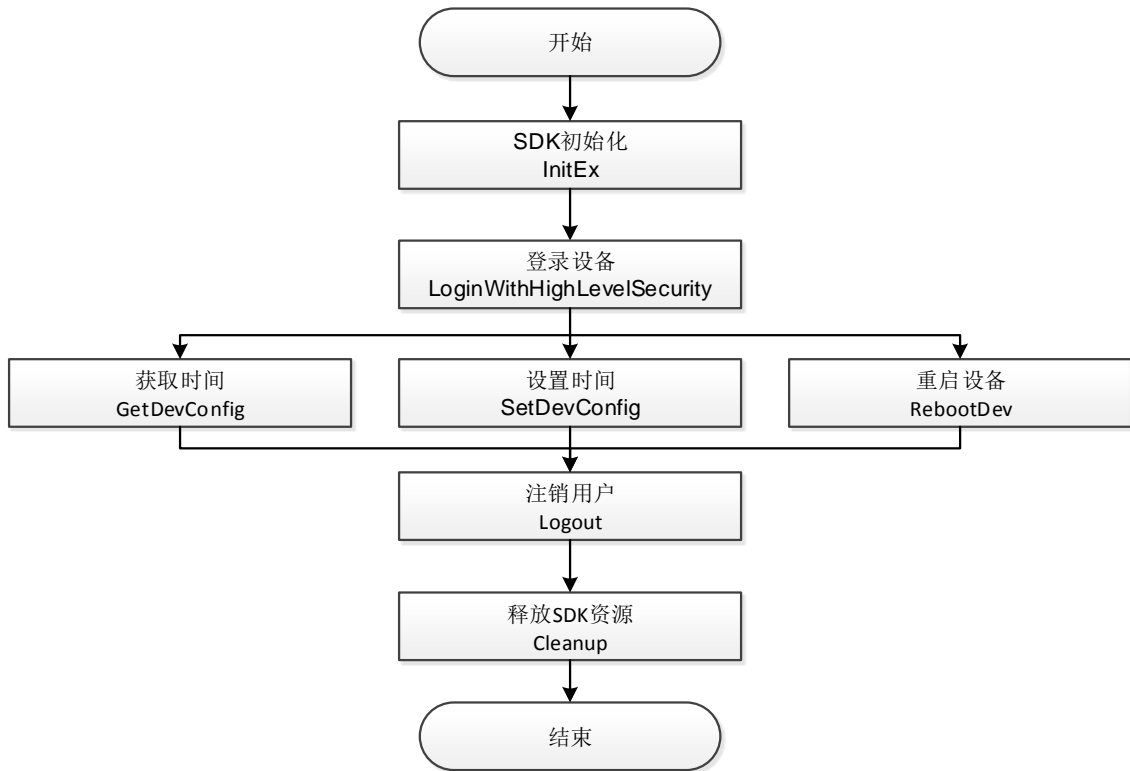 开始
SDK初始化
InitEx
登录设备
LoginWithHighLevelSecurity
获取时间
GetDevConfig
设置时间
SetDevConfig
重启设备
RebootDev
注销用户
Logout
释放SDK资源
Cleanup
结束